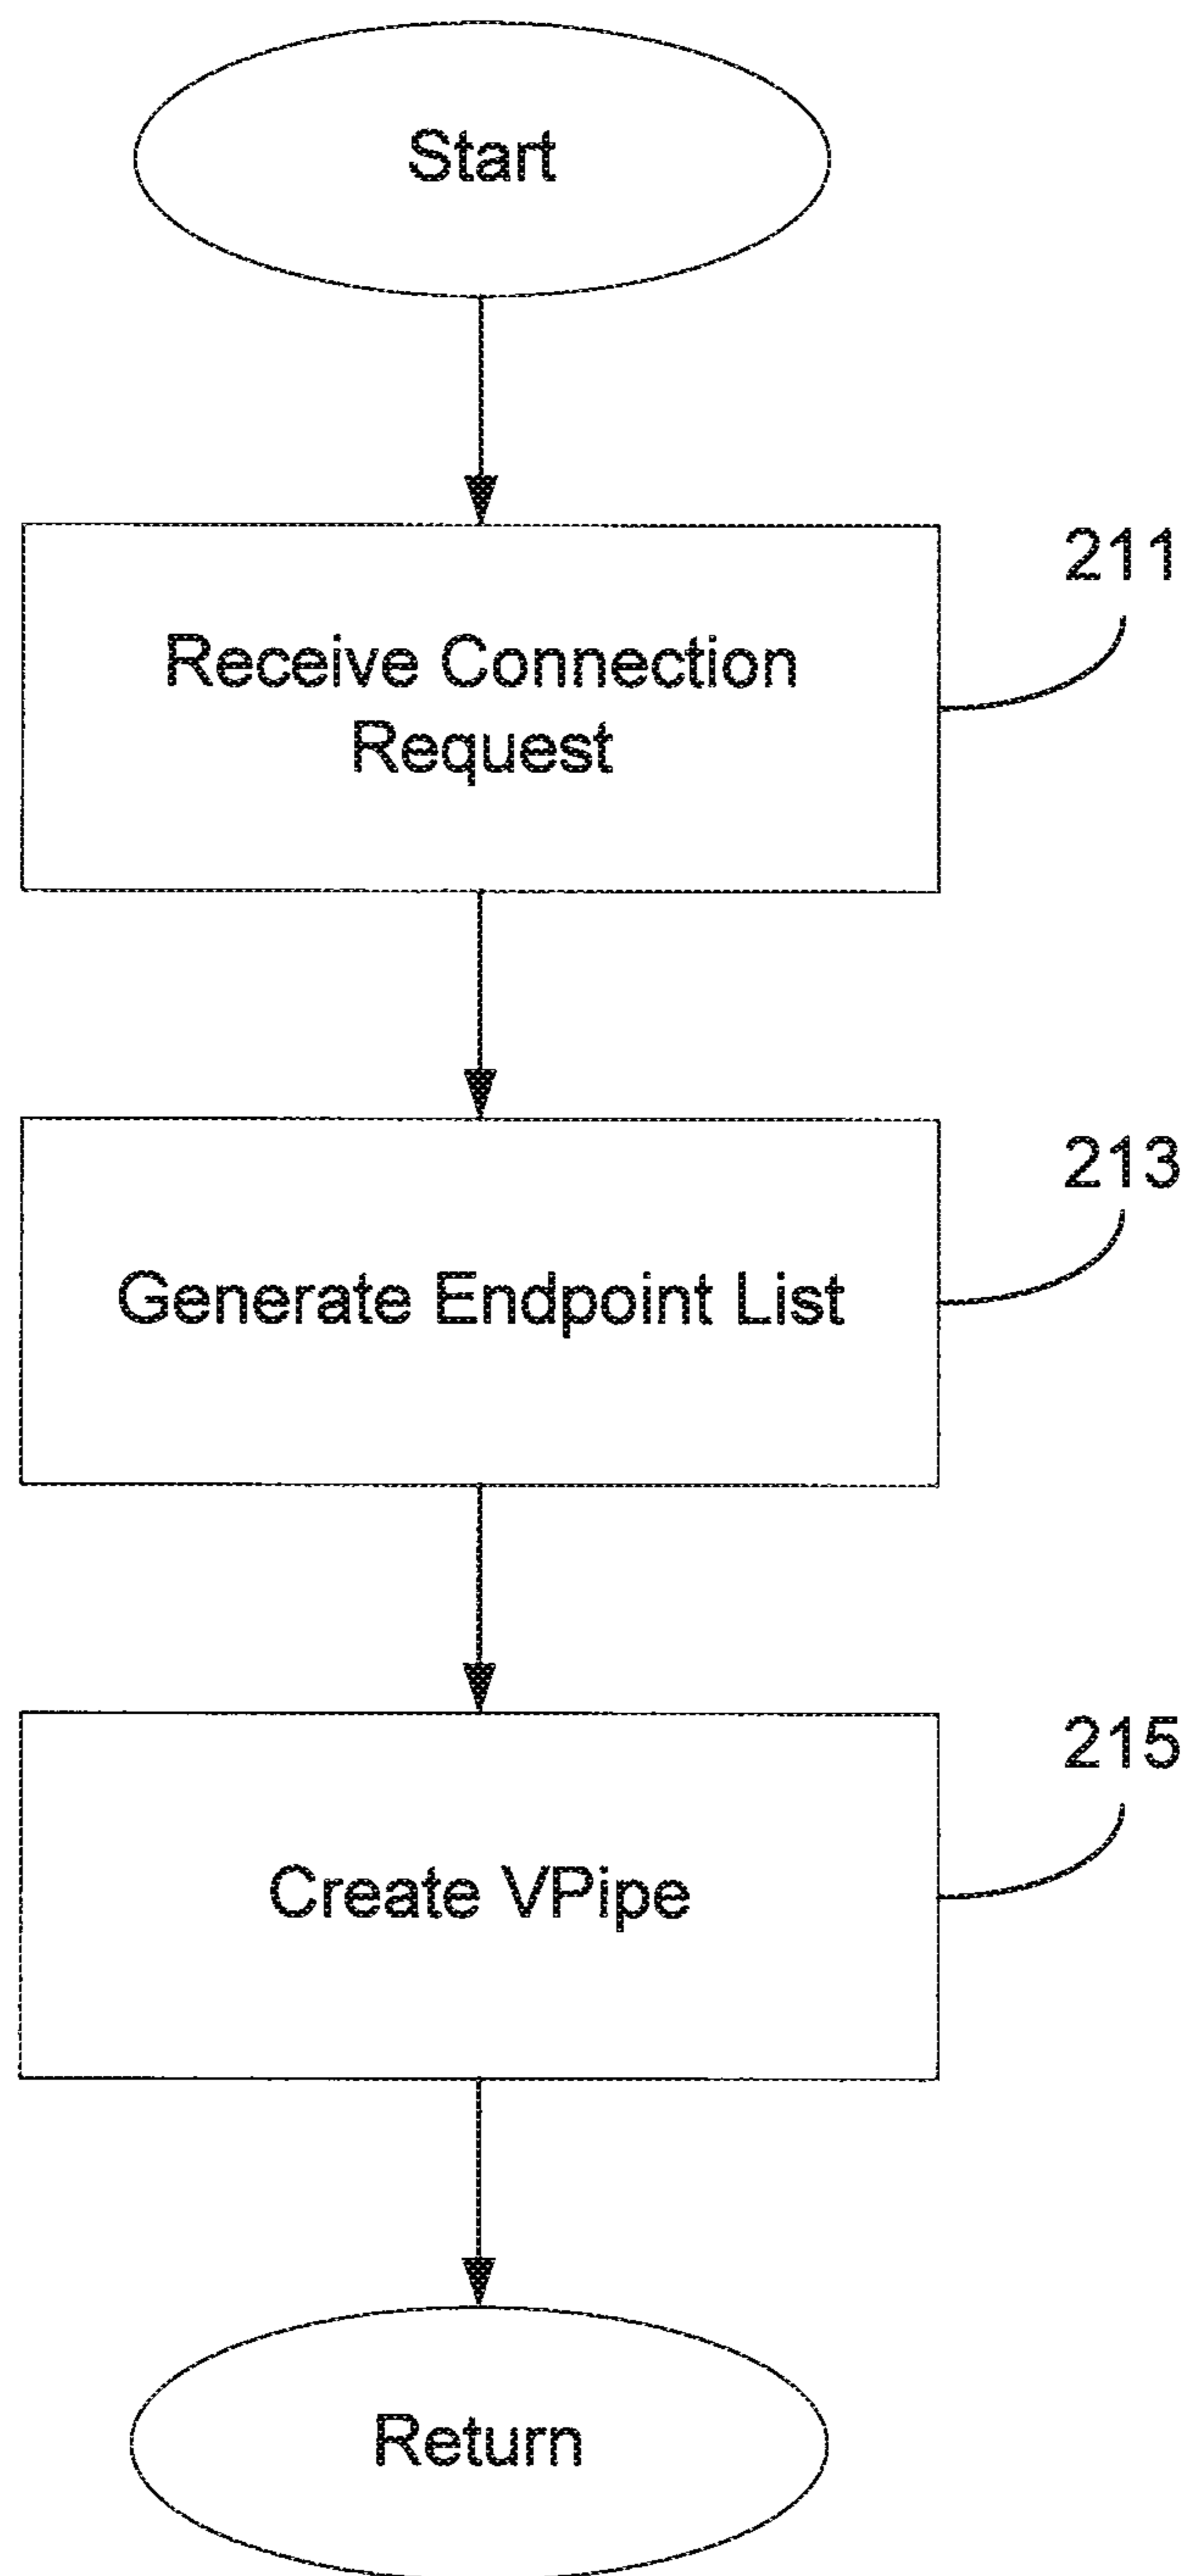 Start
211
Receive Connection
Request
213
Generate Endpoint List
215
Create VPipe
Return